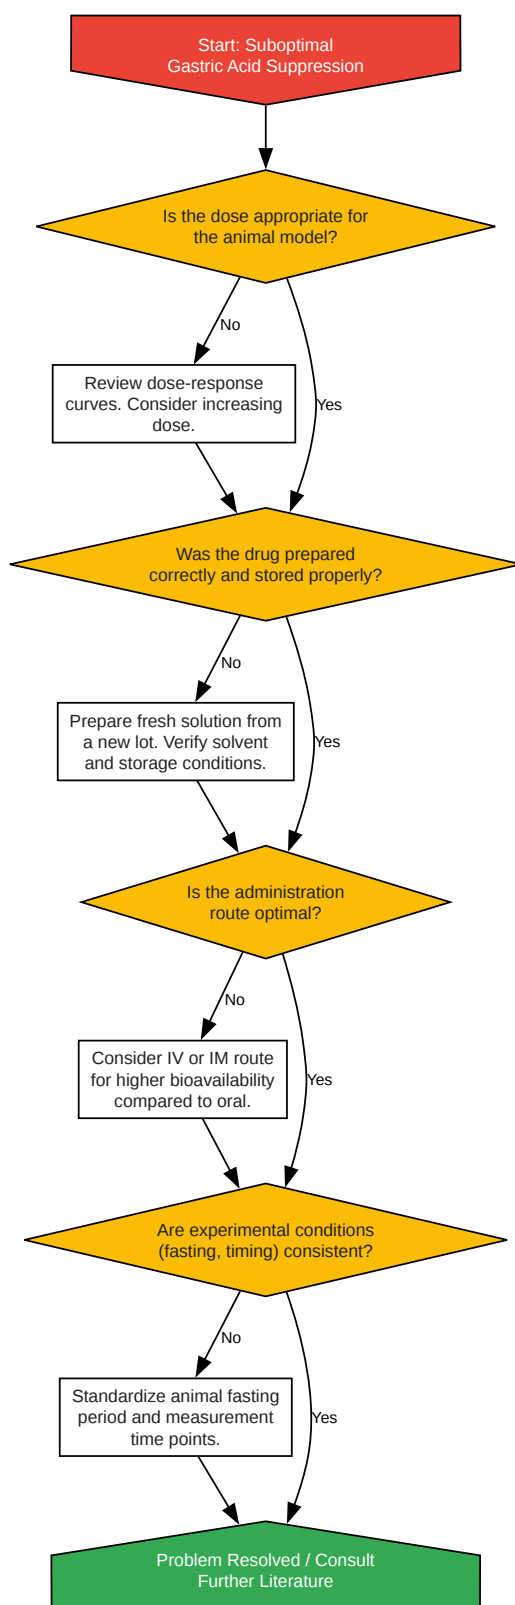 Start: Suboptimal
Gastric Acid Suppression
Is the dose appropriate for
the animal model?
No
Review dose-response
curves. Consider increasing
dose.
Yes
Was the drug prepared
correctly and stored properly?
No
Prepare fresh solution from
a new lot. Verify solvent
and storage conditions.
Yes
Is the administration
route optimal?
No
Consider IV or IM route
for higher bioavailability
compared to oral.
Yes
Are experimental conditions
(fasting, timing) consistent?
No
Standardize animal fasting
period and measurement
time points.
Yes
Problem Resolved / Consult
Further Literature